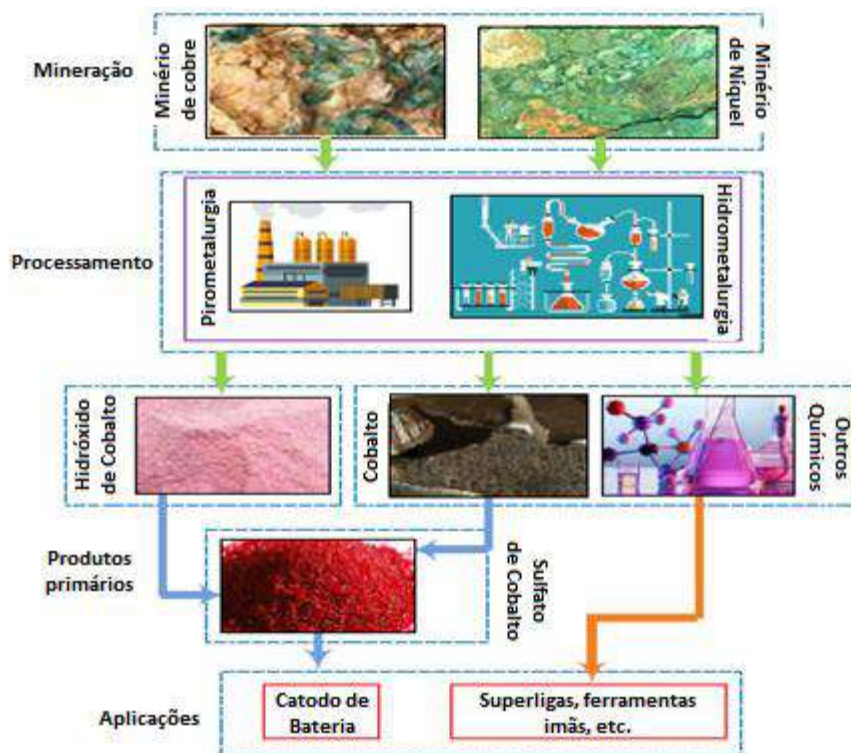 Mineração
Minério
de cobre
Minério
de Níquel
Processamento
Pirometalurgia
Hidrometalurgia
Hidróxido
de Cobalto
Cobalto
Outros
Químicos
Produtos
primários
Sulfato
de Cobalto
Aplicações
Catodo de
Bateria
Superligas, ferramentas
imãs, etc.